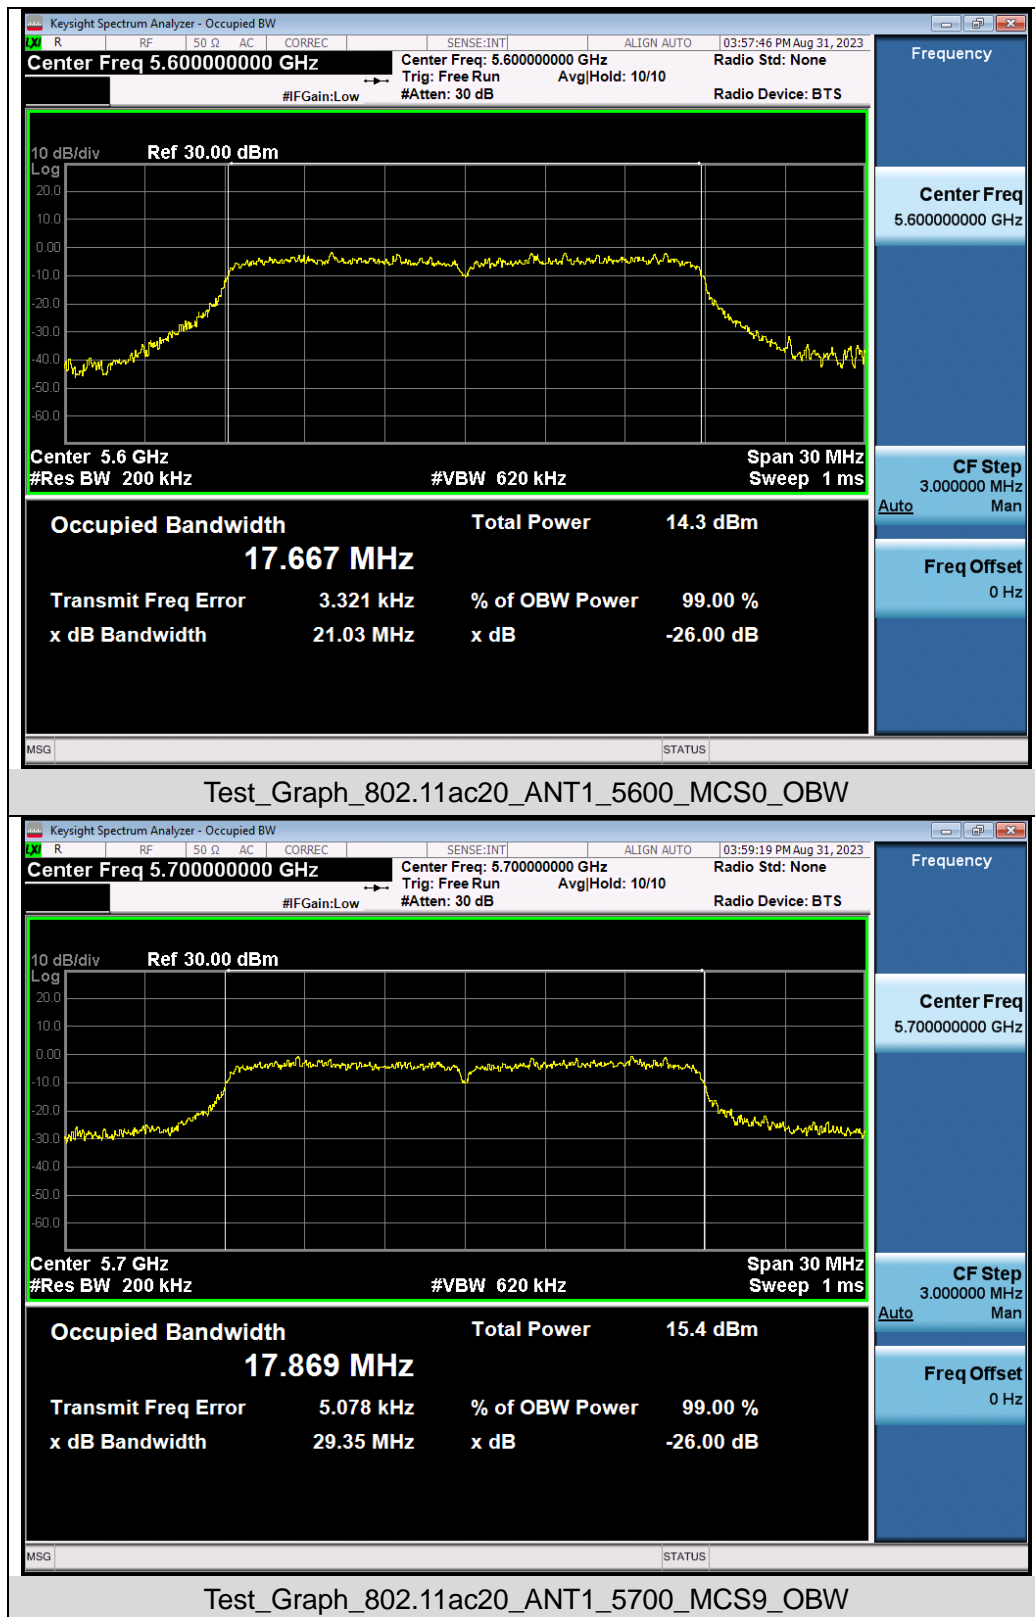 Keysight Spectrum Analyzer - Occupied BW
LXI R RF 50 Ω AC CORREC SENSE:INT ALIGN AUTO 03:57:46 PM Aug 31, 2023
Center Freq 5.600000000 GHz
Center Freq: 5.600000000 GHz Radio Std: None
Trig: Free Run Avg|Hold: 10/10
#IFGain:Low #Atten: 30 dB Radio Device: BTS
10 dB/div Ref 30.00 dBm
Log
20.0
10.0
0.00
-10.0
-20.0
-30.0
-40.0
-50.0
-60.0
Center 5.6 GHz Span 30 MHz
#Res BW 200 kHz #VBW 620 kHz Sweep 1 ms
Occupied Bandwidth Total Power 14.3 dBm
17.667 MHz
Transmit Freq Error 3.321 kHz % of OBW Power 99.00 %
x dB Bandwidth 21.03 MHz x dB -26.00 dB
MSG STATUS
Frequency
Center Freq
5.600000000 GHz
CF Step
3.000000 MHz
Auto Man
Freq Offset
0 Hz
Test_Graph_802.11ac20_ANT1_5600_MCS0_OBW
Keysight Spectrum Analyzer - Occupied BW
LXI R RF 50 Ω AC CORREC SENSE:INT ALIGN AUTO 03:59:19 PM Aug 31, 2023
Center Freq 5.700000000 GHz
Center Freq: 5.700000000 GHz Radio Std: None
Trig: Free Run Avg|Hold: 10/10
#IFGain:Low #Atten: 30 dB Radio Device: BTS
10 dB/div Ref 30.00 dBm
Log
20.0
10.0
0.00
-10.0
-20.0
-30.0
-40.0
-50.0
-60.0
Center 5.7 GHz Span 30 MHz
#Res BW 200 kHz #VBW 620 kHz Sweep 1 ms
Occupied Bandwidth Total Power 15.4 dBm
17.869 MHz
Transmit Freq Error 5.078 kHz % of OBW Power 99.00 %
x dB Bandwidth 29.35 MHz x dB -26.00 dB
MSG STATUS
Frequency
Center Freq
5.700000000 GHz
CF Step
3.000000 MHz
Auto Man
Freq Offset
0 Hz
Test_Graph_802.11ac20_ANT1_5700_MCS9_OBW